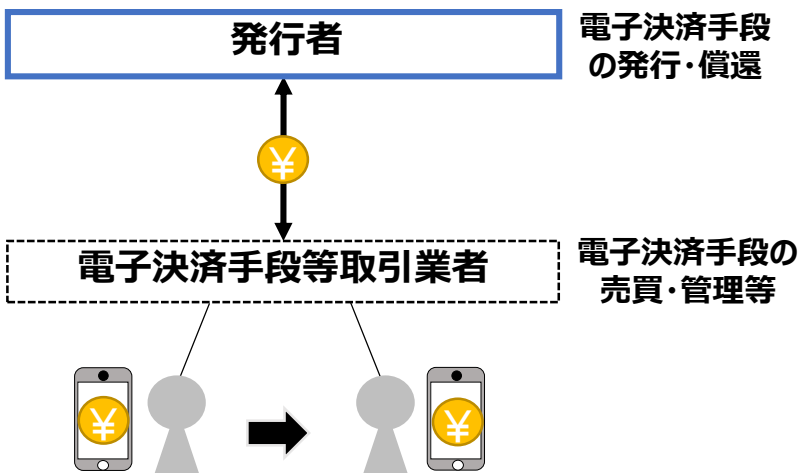 発行者
電子決済手段
の発行・償還
¥
電子決済手段等取引業者
電子決済手段の
売買・管理等
¥
¥